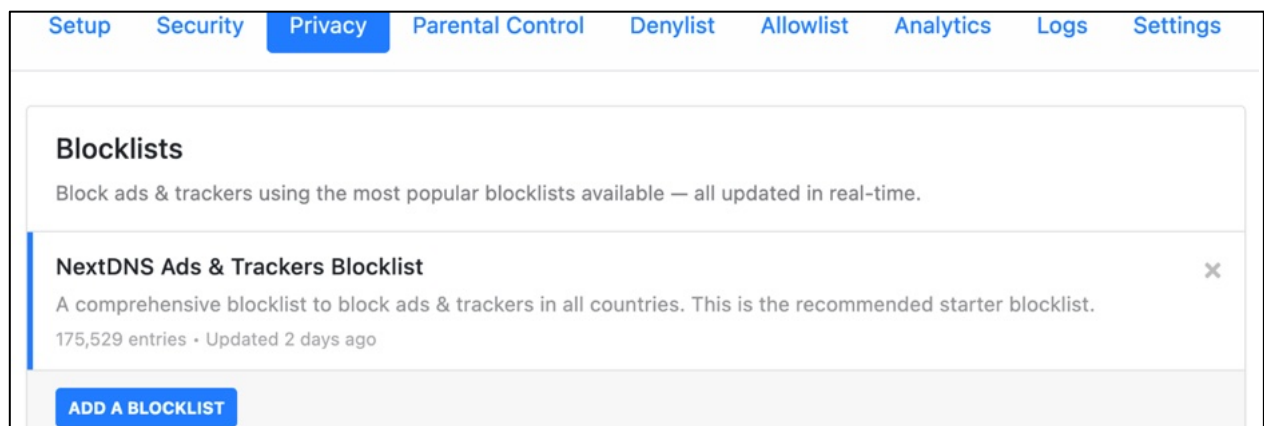 Setup Security Privacy Parental Control Denylist Allowlist Analytics Logs Settings
Blocklists
Block ads & trackers using the most popular blocklists available — all updated in real-time.
NextDNS Ads & Trackers Blocklist
A comprehensive blocklist to block ads & trackers in all countries. This is the recommended starter blocklist.
175,529 entries • Updated 2 days ago
ADD A BLOCKLIST